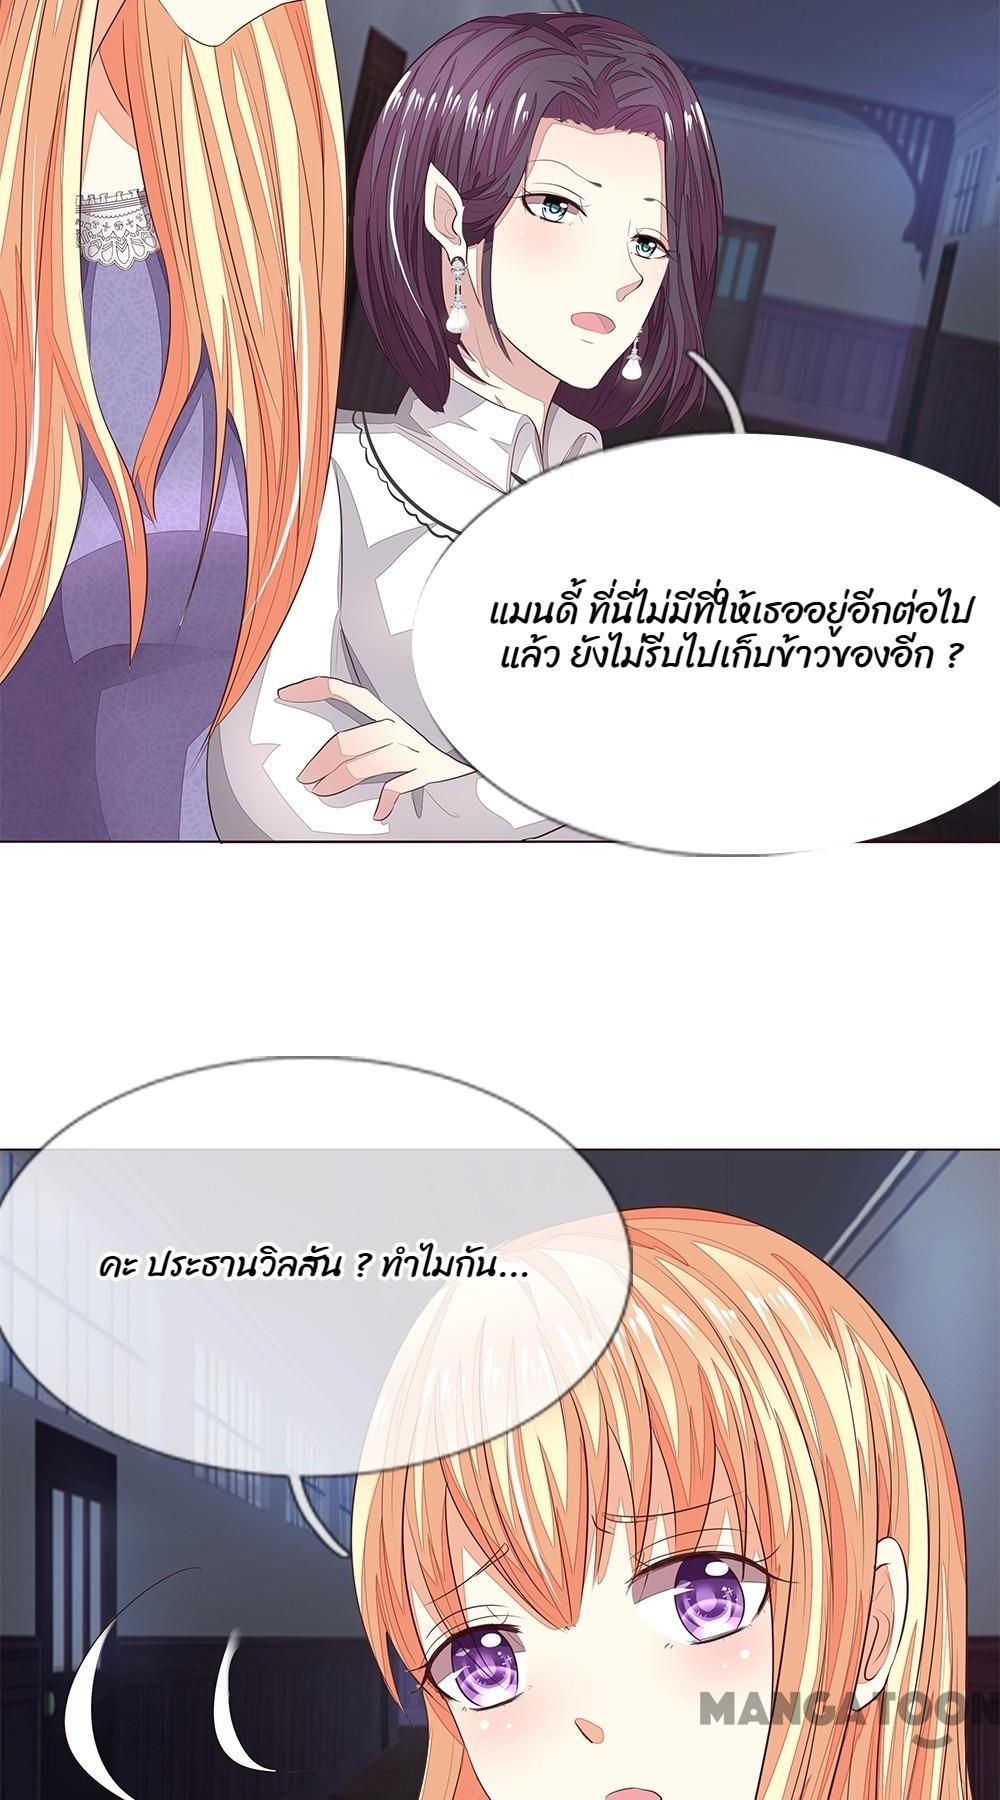 แมนดี้ ที่นี่ไม่มีที่ให้เธออยู่อีกต่อไป
แล้ว ยังไม่รีบไปเก็บข้าวของอีก ?
คะ ประธานวิลสัน ? ทำไมกัน...
MANGATOON